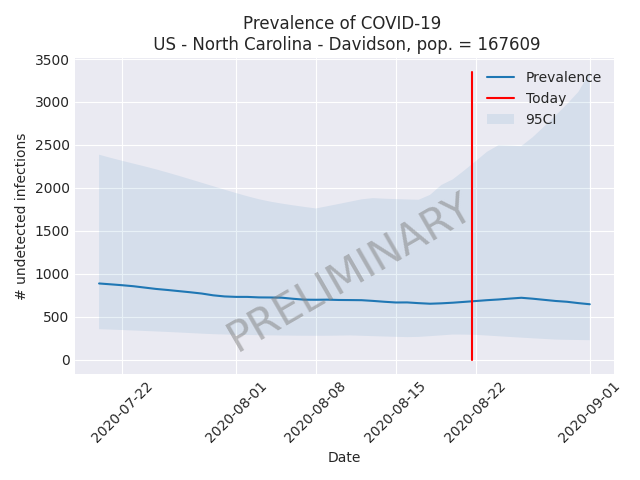 Prevalence of COVID-19
US - North Carolina - Davidson, pop. = 167609
3500
3000
2500
2000
1500
1000
500
0
# undetected infections
Prevalence
Today
95CI
PRELIMINARY
2020-07-22
2020-08-01
2020-08-08
2020-08-15
2020-08-22
2020-09-01
Date